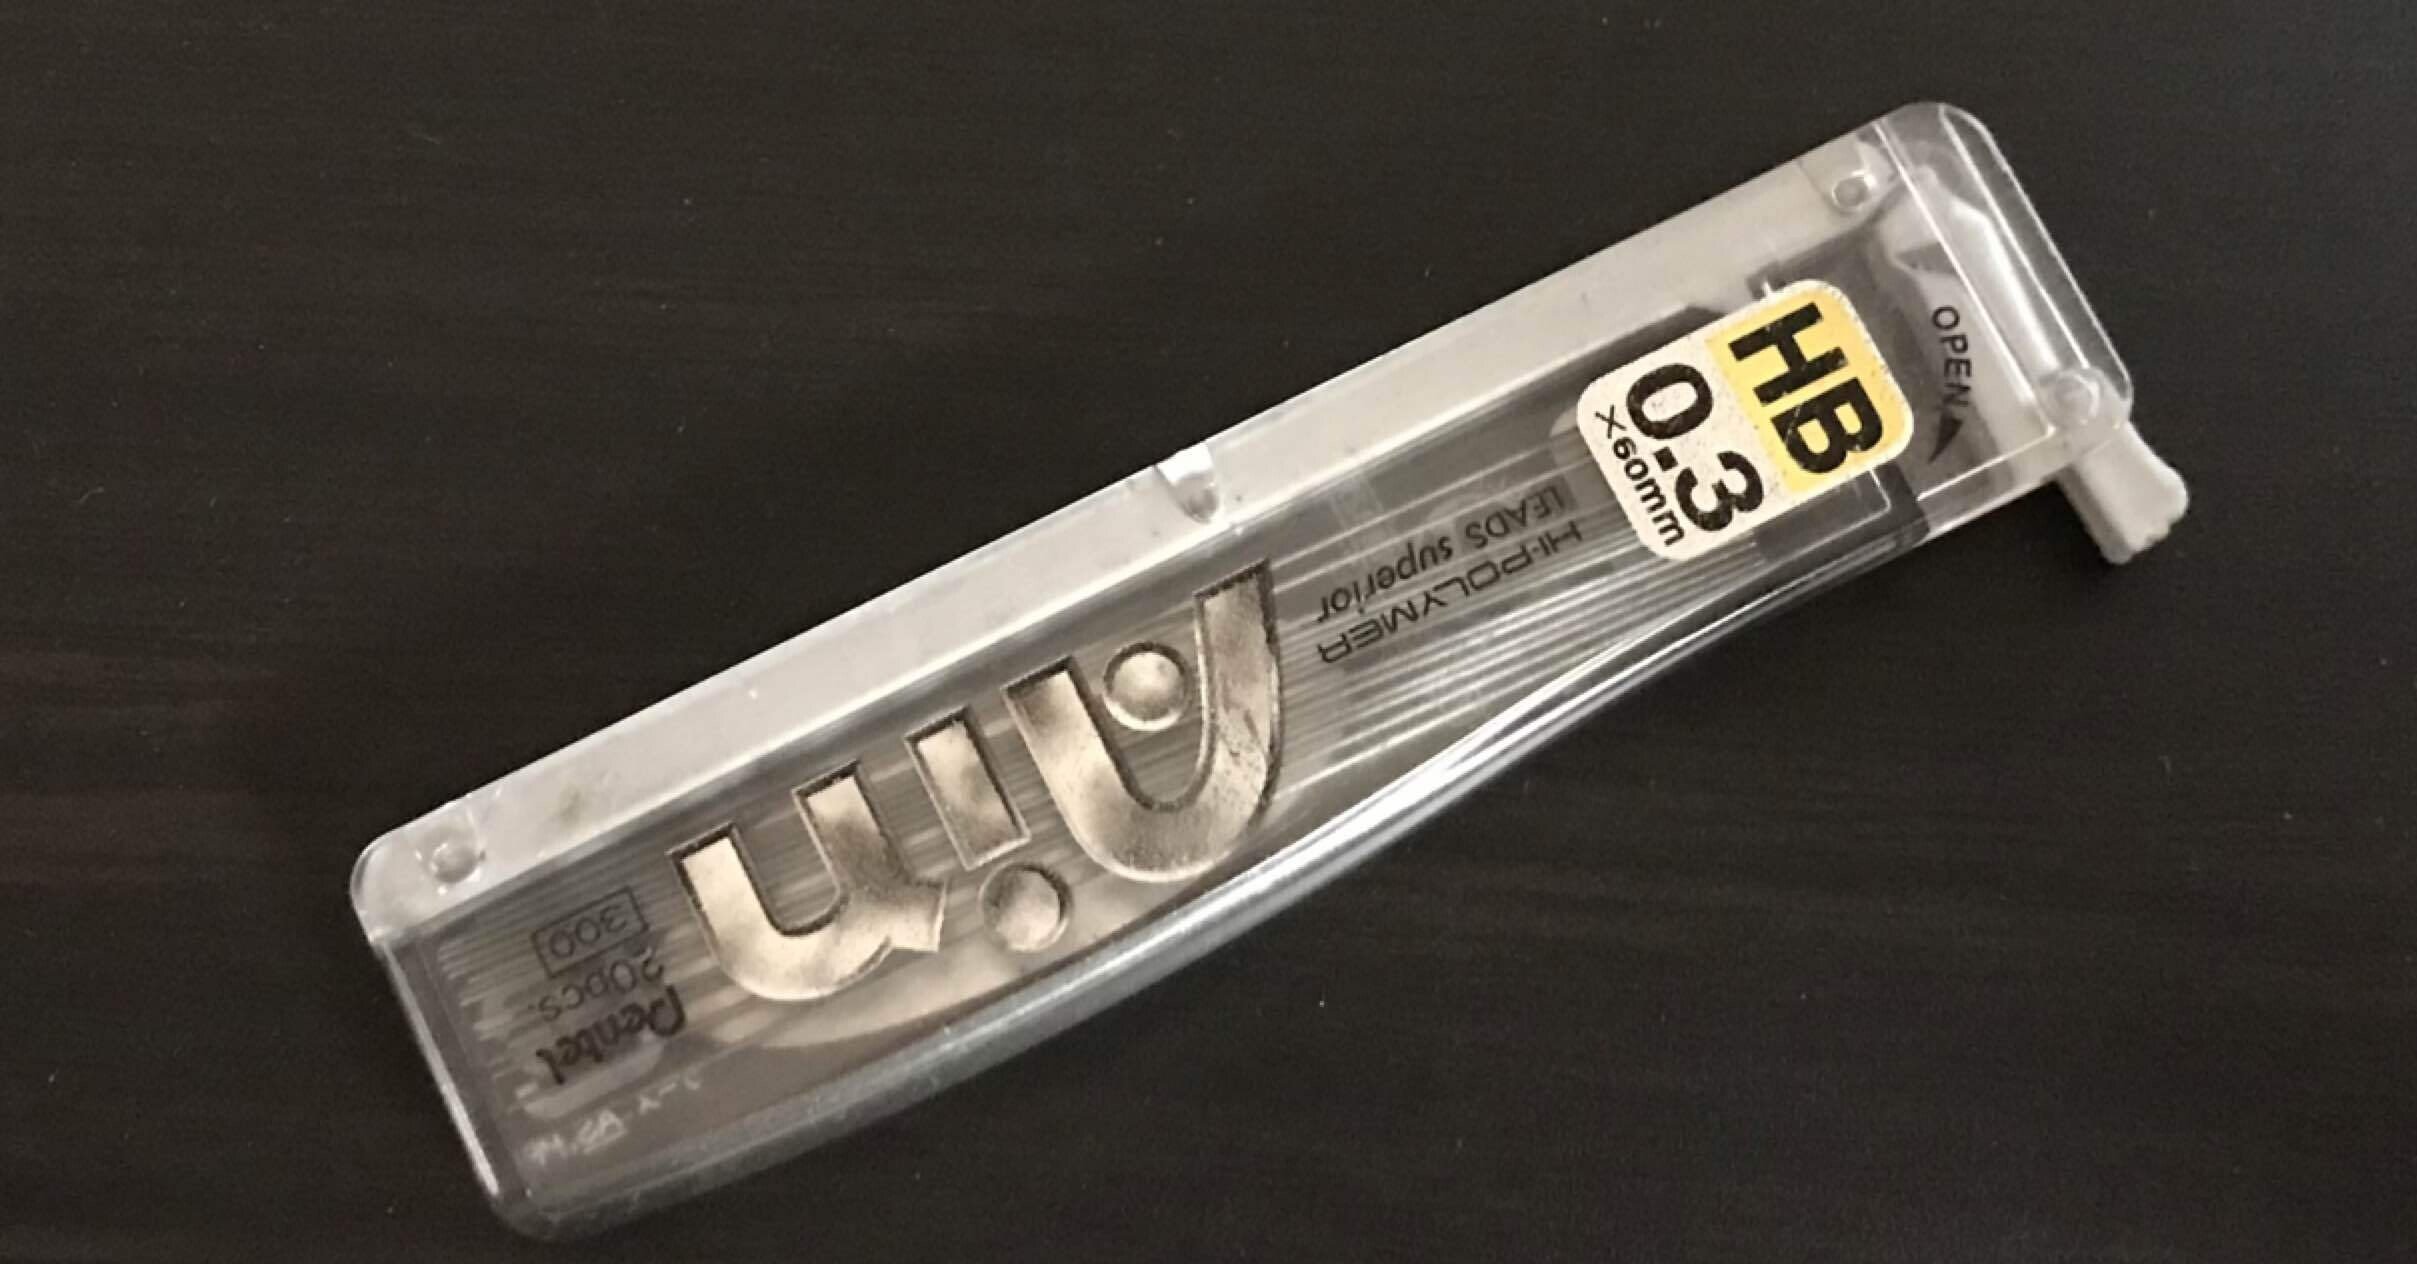 OPEN▲
HB
0.3
×60mm
HI-POLYMER
LEADS superior
Ain
Pentel
20pcs.
300